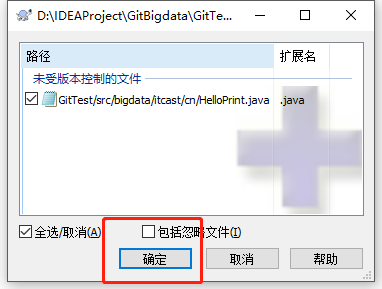 D:\IDEAProject\GitBigdata\GitTe...
路径 扩展名
未受版本控制的文件
GitTest/src/bigdata/itcast/cn/HelloPrint.java .java
全选/取消(A) 包括忽略文件(I)
确定 取消 帮助